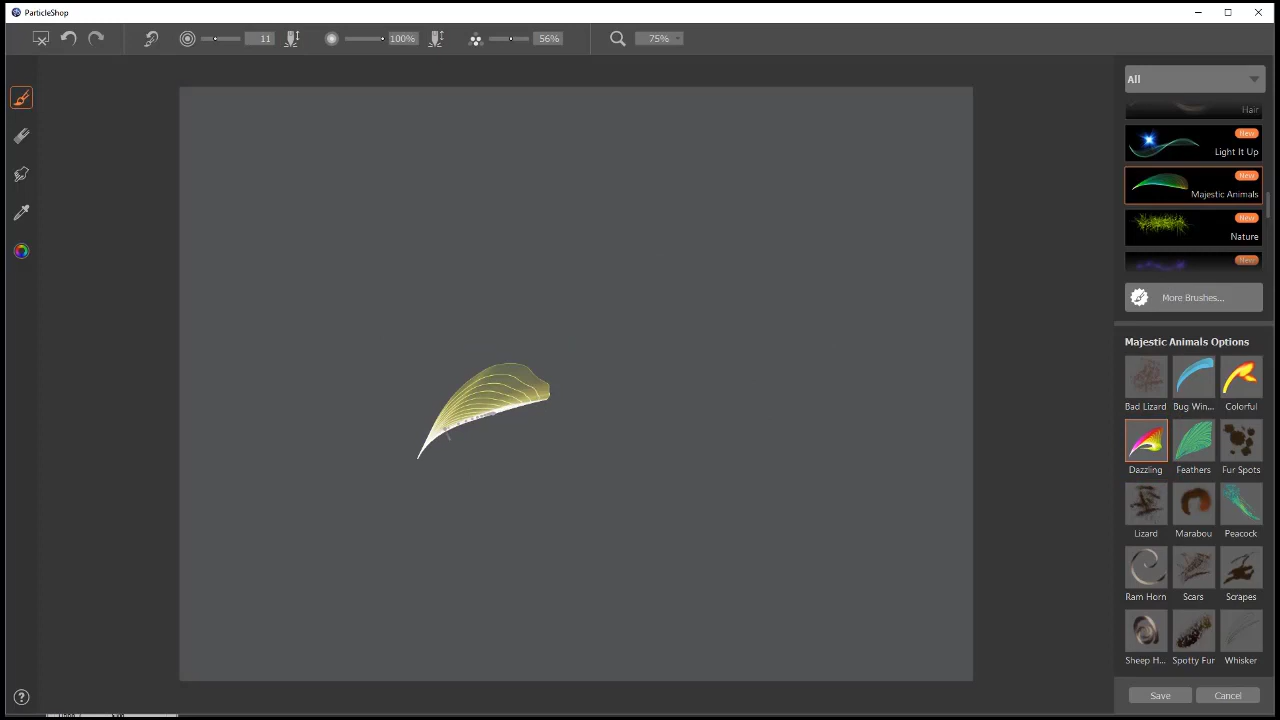 ParticleShop
11
100%
56%
75%
All
Hair
New
Light It Up
New
Majestic Animals
New
Nature
New
More Brushes...
Majestic Animals Options
Bad Lizard
Bug Win...
Colorful
Dazzling
Feathers
Fur Spots
Lizard
Marabou
Peacock
Ram Horn
Scars
Scrapes
Sheep H...
Spotty Fur
Whisker
Save
Cancel